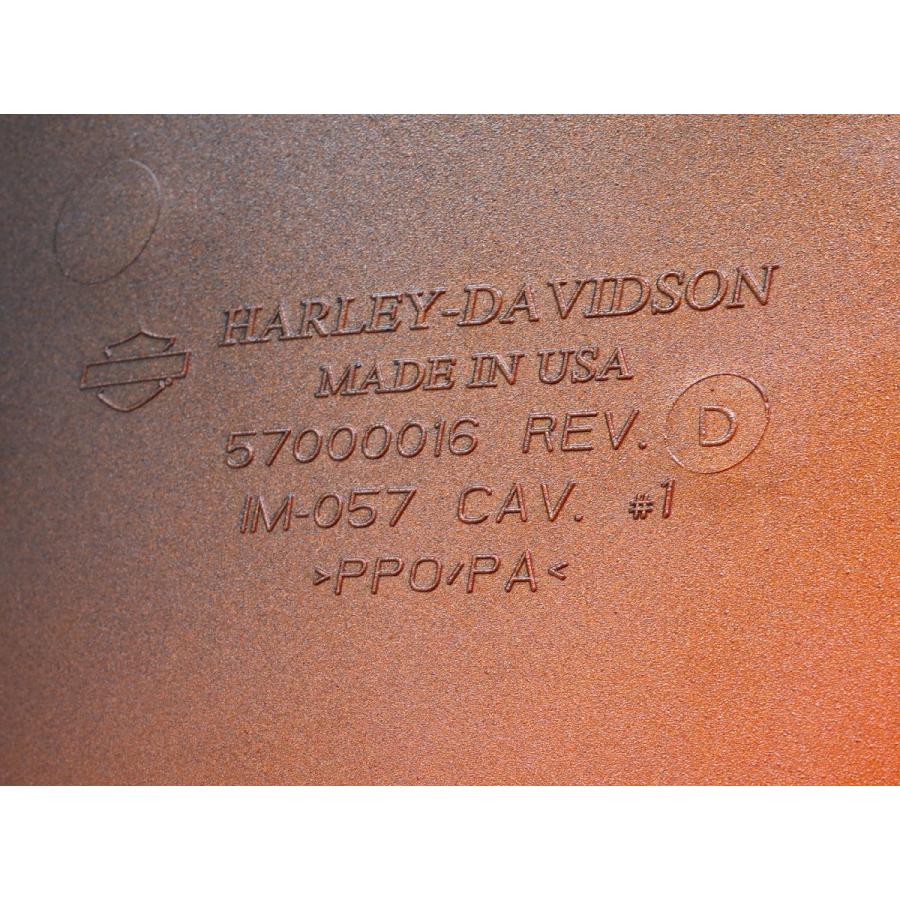 HARLEY-DAVIDSON
MADE IN USA
57000016 REV. D
IM-057 CAV. #1
>PPO/PA<